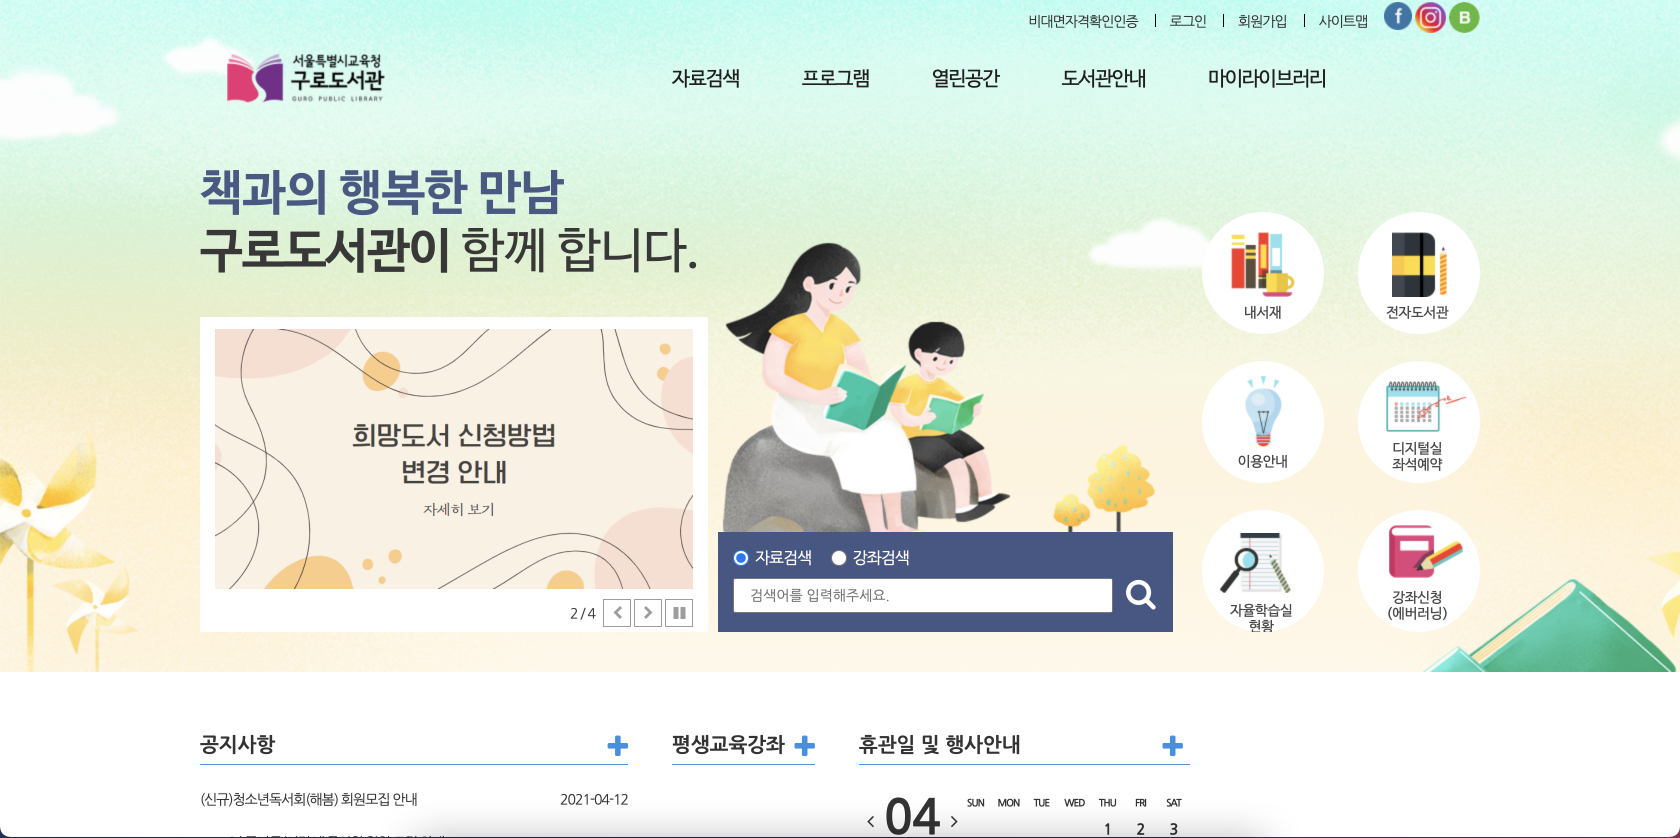 비대면자격확인인증 로그인 회원가입 사이트맵
서울특별시교육청
구로도서관
GURO PUBLIC LIBRARY
자료검색 프로그램 열린공간 도서관안내 마이라이브러리
책과의 행복한 만남
구로도서관이 함께 합니다.
희망도서 신청방법
변경 안내
자세히 보기
2 / 4
자료검색 강좌검색
검색어를 입력해주세요.
내서재
전자도서관
이용안내
디지털실
좌석예약
자율학습실
현황
강좌신청
(에버러닝)
공지사항
(신규)청소년독서회(해봄) 회원모집 안내 2021-04-12
평생교육강좌
휴관일 및 행사안내
04
SUN MON TUE WED THU FRI SAT
1 2 3